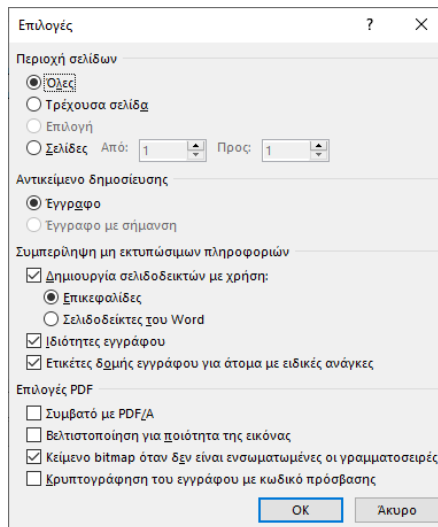 Επιλογές ? ×
Περιοχή σελίδων
Όλες
Τρέχουσα σελίδα
Επιλογή
Σελίδες Από: 1 Προς: 1
Αντικείμενο δημοσίευσης
Έγγραφο
Έγγραφο με σήμανση
Συμπερίληψη μη εκτυπώσιμων πληροφοριών
Δημιουργία σελιδοδεικτών με χρήση:
Επικεφαλίδες
Σελιδοδείκτες του Word
Ιδιότητες εγγράφου
Ετικέτες δομής εγγράφου για άτομα με ειδικές ανάγκες
Επιλογές PDF
Συμβατό με PDF/A
Βελτιστοποίηση για ποιότητα της εικόνας
Κείμενο bitmap όταν δεν είναι ενσωματωμένες οι γραμματοσειρές
Κρυπτογράφηση του εγγράφου με κωδικό πρόσβασης
OK Άκυρο